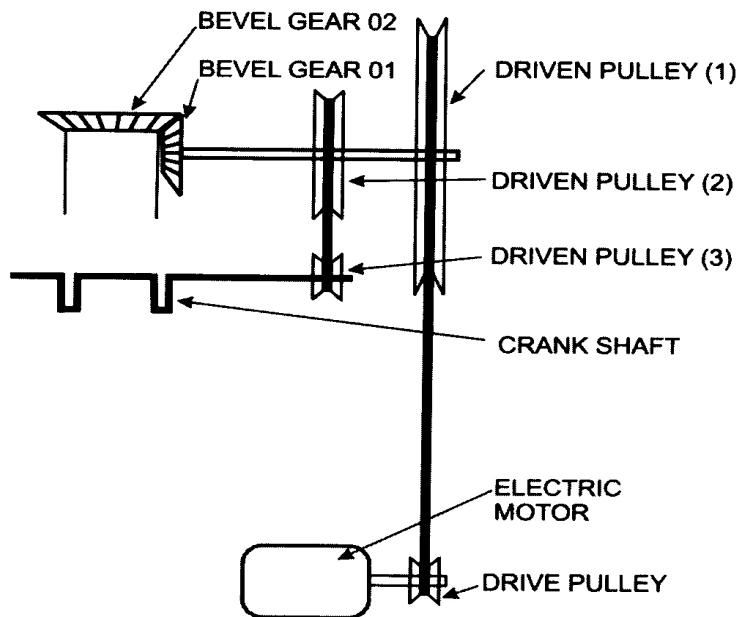 BEVEL GEAR 02
BEVEL GEAR 01
DRIVEN PULLEY (1)
DRIVEN PULLEY (2)
DRIVEN PULLEY (3)
CRANK SHAFT
ELECTRIC
MOTOR
DRIVE PULLEY